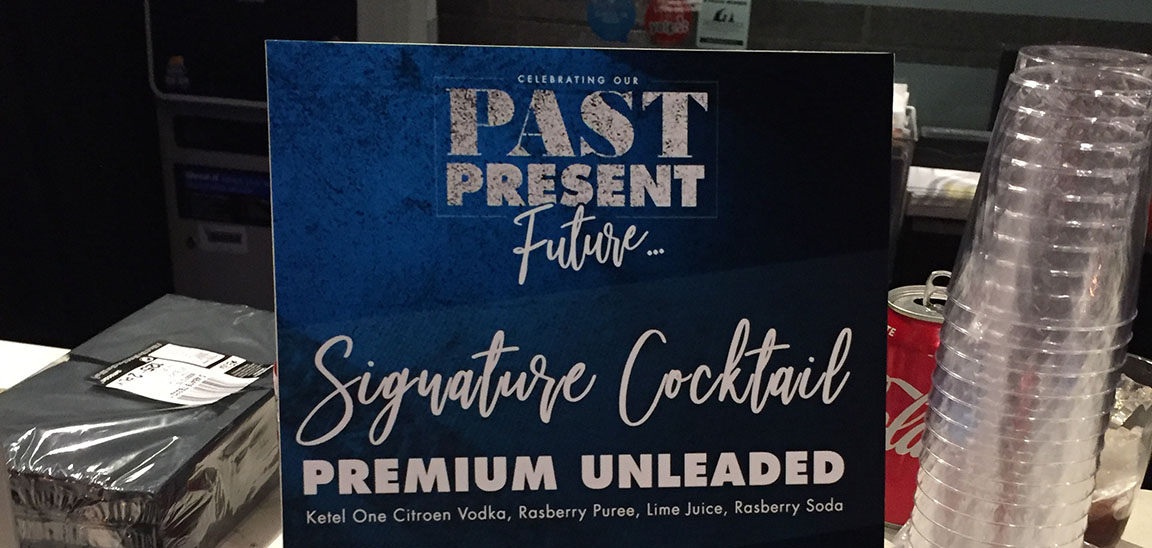 CELEBRATING OUR
PAST
PRESENT
Future...
Signature Cocktail
PREMIUM UNLEADED
Ketel One Citroen Vodka, Rasberry Puree, Lime Juice, Rasberry Soda